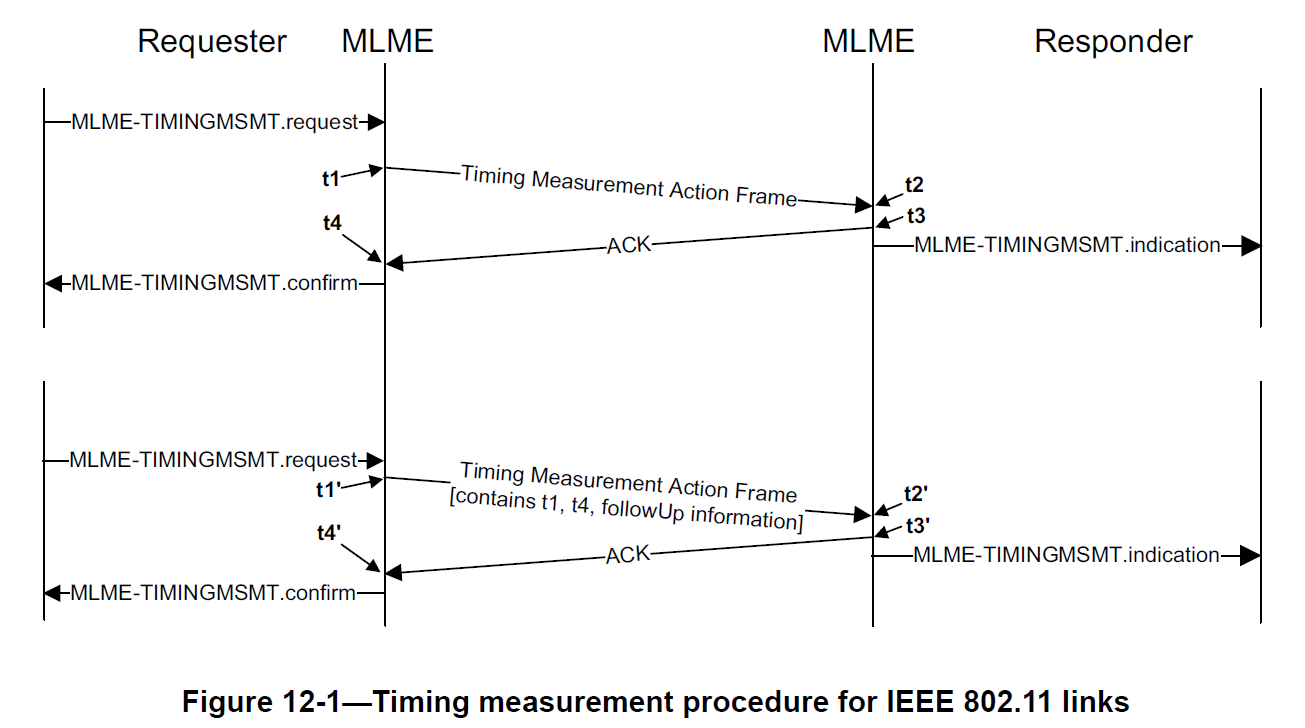 Requester MLME MLME Responder
MLME-TIMINGMSMT.request
t1
Timing Measurement Action Frame
t2
t3
t4
ACK
MLME-TIMINGMSMT.indication
MLME-TIMINGMSMT.confirm
MLME-TIMINGMSMT.request
t1'
Timing Measurement Action Frame
[contains t1, t4, followUp information]
t2'
t3'
t4'
ACK
MLME-TIMINGMSMT.indication
MLME-TIMINGMSMT.confirm
Figure 12-1—Timing measurement procedure for IEEE 802.11 links